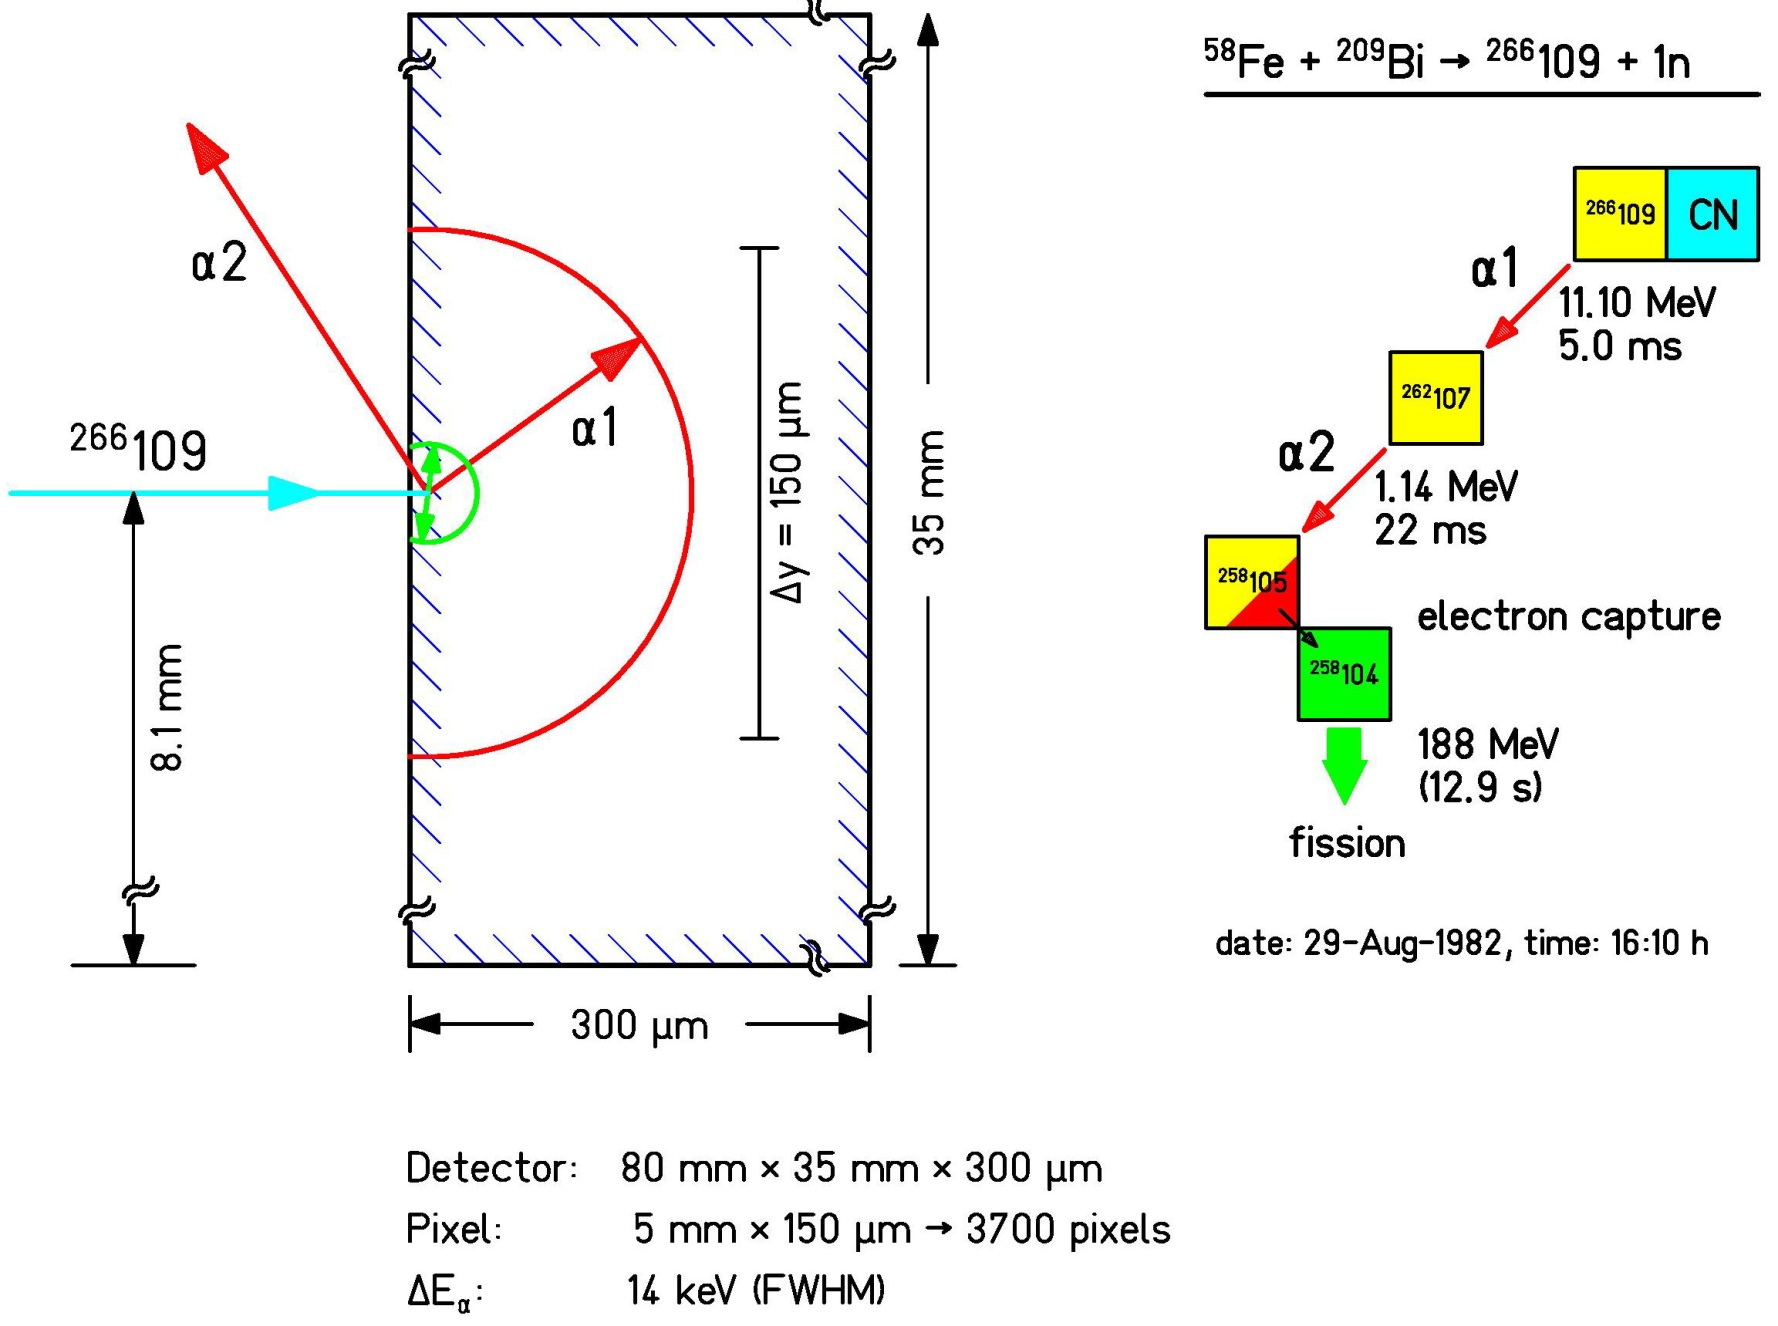 ⁵⁸Fe + ²⁰⁹Bi → ²⁶⁶109 + 1n
²⁶⁶109
CN
α1
11.10 MeV
5.0 ms
²⁶²107
α2
1.14 MeV
22 ms
²⁵⁸105
electron capture
²⁵⁸104
188 MeV
(12.9 s)
fission
date: 29-Aug-1982, time: 16:10 h
α2
α1
²⁶⁶109
8.1 mm
Δy = 150 µm
35 mm
300 µm
Detector: 80 mm × 35 mm × 300 µm
Pixel: 5 mm × 150 µm → 3700 pixels
ΔEα: 14 keV (FWHM)